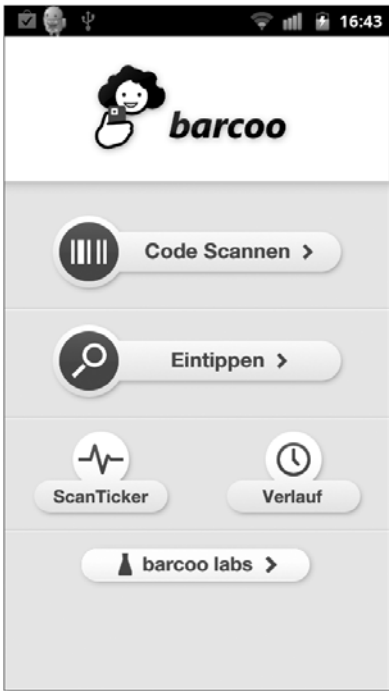 16:43
barcoo
Code Scannen >
Eintippen >
ScanTicker
Verlauf
barcoo labs >